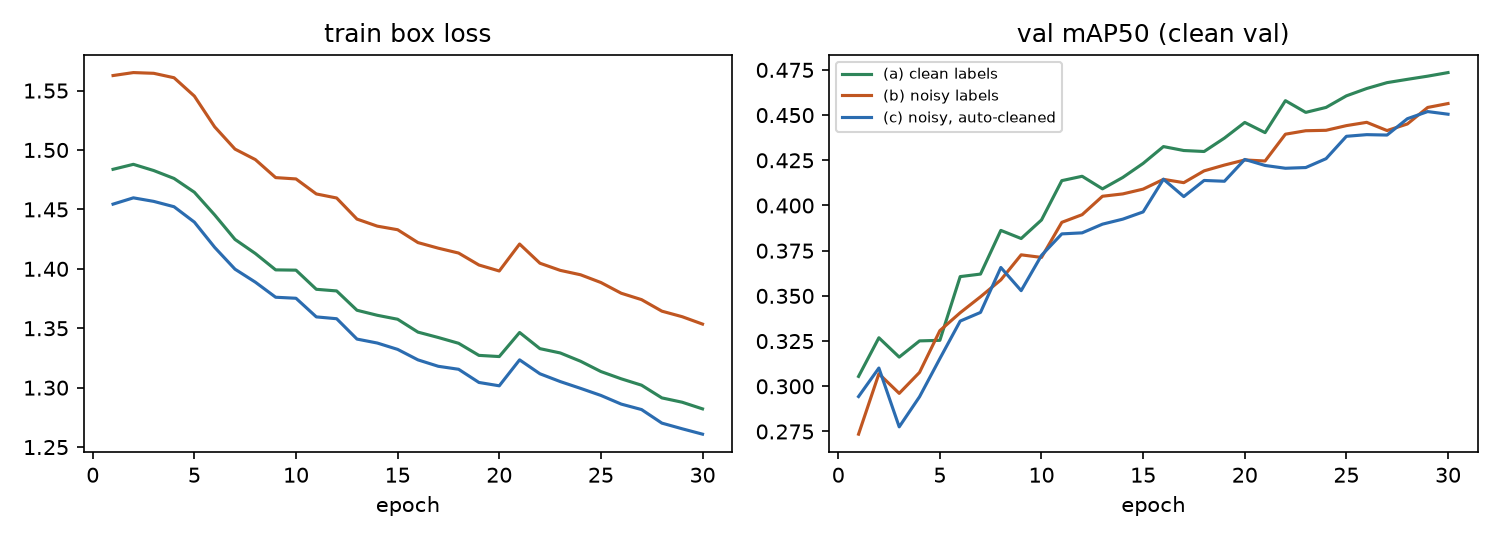 train box loss
1.55
1.50
1.45
1.40
1.35
1.30
1.25
0 5 10 15 20 25 30
epoch
val mAP50 (clean val)
(a) clean labels
(b) noisy labels
(c) noisy, auto-cleaned
0.475
0.450
0.425
0.400
0.375
0.350
0.325
0.300
0.275
0 5 10 15 20 25 30
epoch